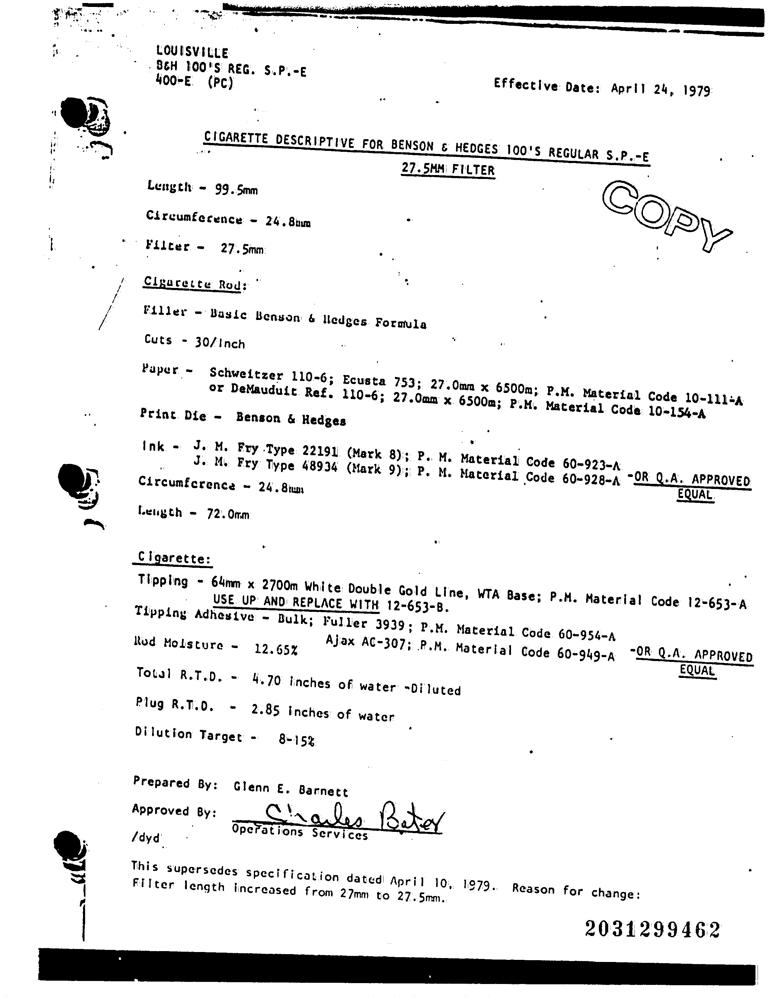 LOUISVILLE
B&H 100'S REG. S.P.-E
400-E (PC)
Effective Date: April 24, 1979
CIGARETTE DESCRIPTIVE FOR BENSON & HEDGES 100'S REGULAR S.P.-E
27.5MM FILTER
COPY
Length - 99.5mm
Circumference - 24.8mm
Filter - 27.5mm
Cigarette Rod:
Filler - Basic Benson & Hedges Formula
Cuts - 30/Inch
Paper - Schweitzer 110-6; Ecusta 753; 27.0mm x 6500m; P.M. Material Code 10-111-A
or DeMauduit Ref. 110-6; 27.0mm x 6500m; P.M. Material Code 10-154-A
Print Die - Benson & Hedges
Ink - J. M. Fry Type 22191 (Mark 8); P. M. Material Code 60-923-A
J. M. Fry Type 48934 (Mark 9); P. M. Material Code 60-928-A -OR Q.A. APPROVED
EQUAL
Circumference - 24.8mm
Length - 72.0mm
Cigarette:
Tipping - 64mm x 2700m White Double Gold Line, WTA Base; P.M. Material Code 12-653-A
USE UP AND REPLACE WITH 12-653-B.
Tipping Adhesive - Bulk; Fuller 3939; P.M. Material Code 60-954-A
Ajax AC-307; P.M. Material Code 60-949-A -OR Q.A. APPROVED
EQUAL
Rod Moisture - 12.65%
Total R.T.D. - 4.70 inches of water -Diluted
Plug R.T.D. - 2.85 inches of water
Dilution Target - 8-15%
Prepared By: Glenn E. Barnett
Approved By: Charles Bates
Operations Services
/dyd
This supersedes specification dated April 10, 1979. Reason for change:
Filter length increased from 27mm to 27.5mm.
2031299462